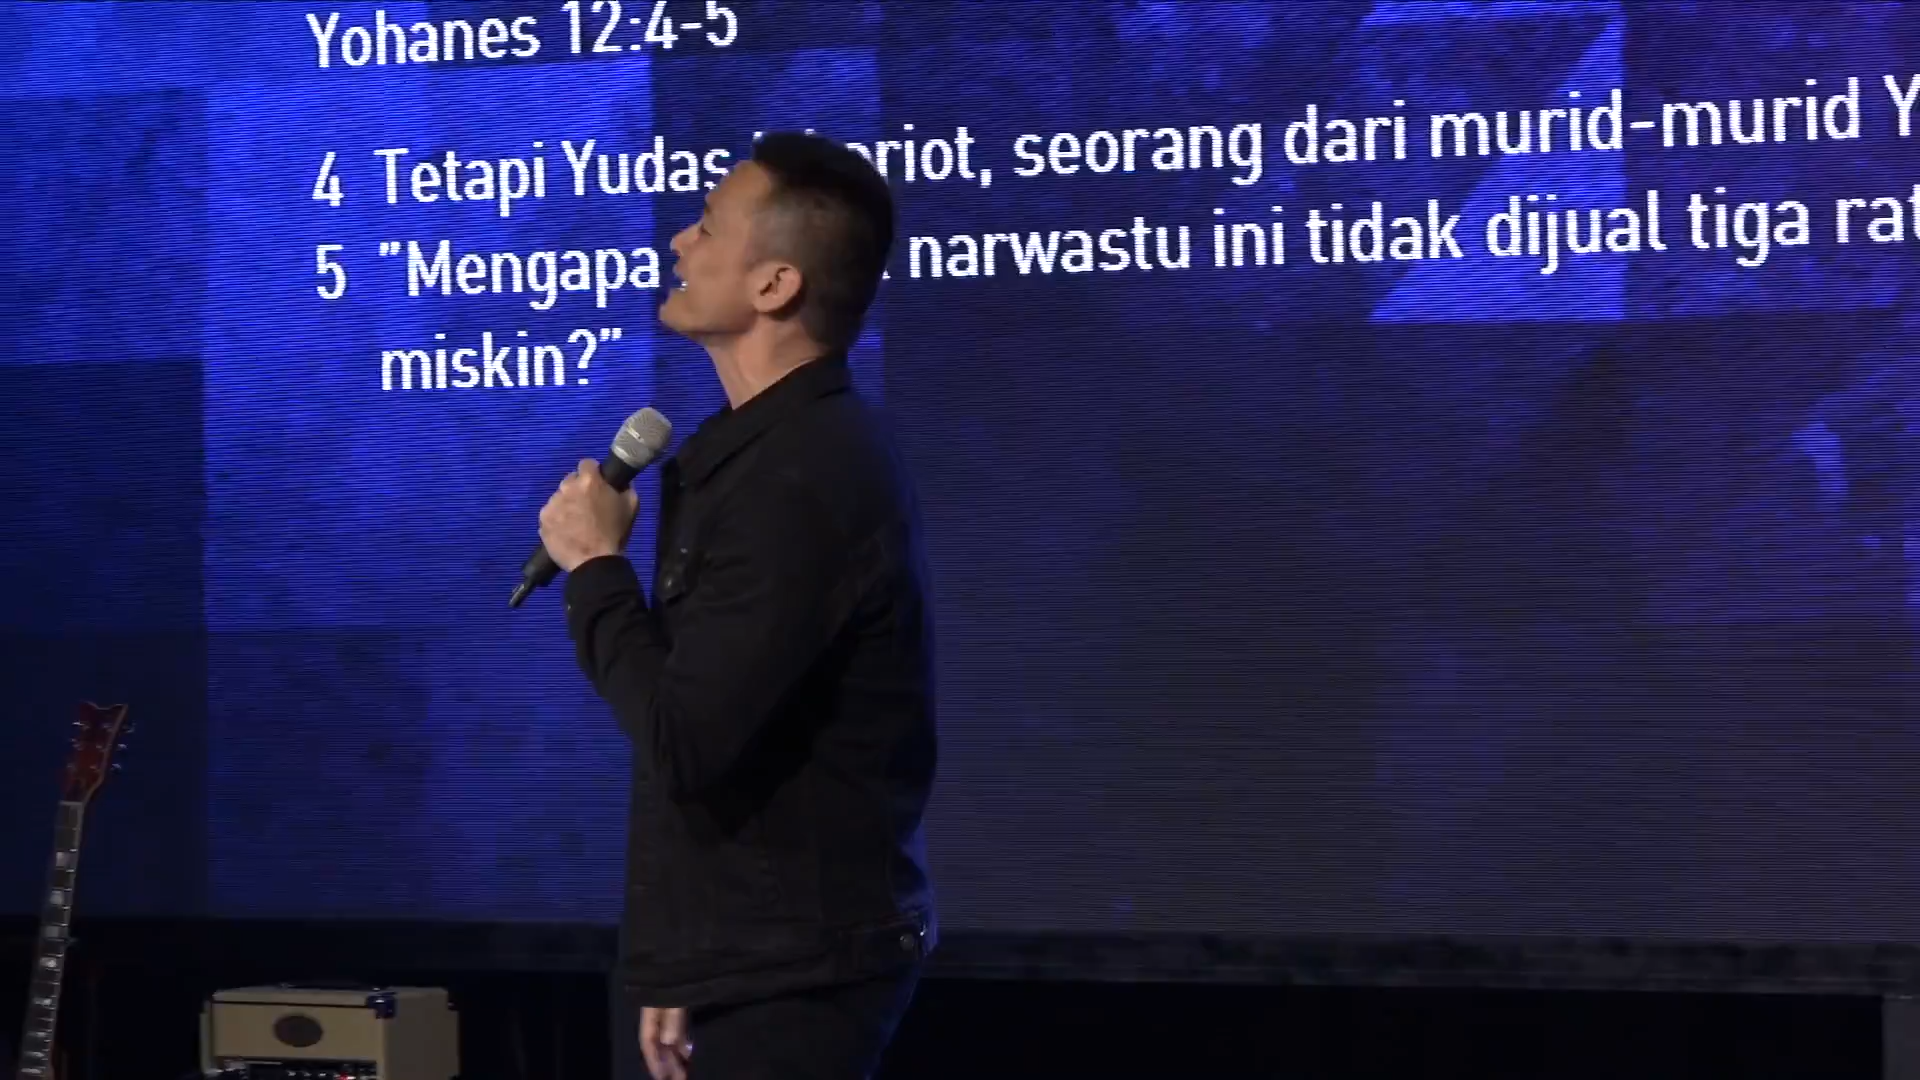 Yohanes 12:4-5
4 Tetapi Yudas riot, seorang dari murid-murid
5 "Mengapa narwastu ini tidak dijual tiga
miskin?"